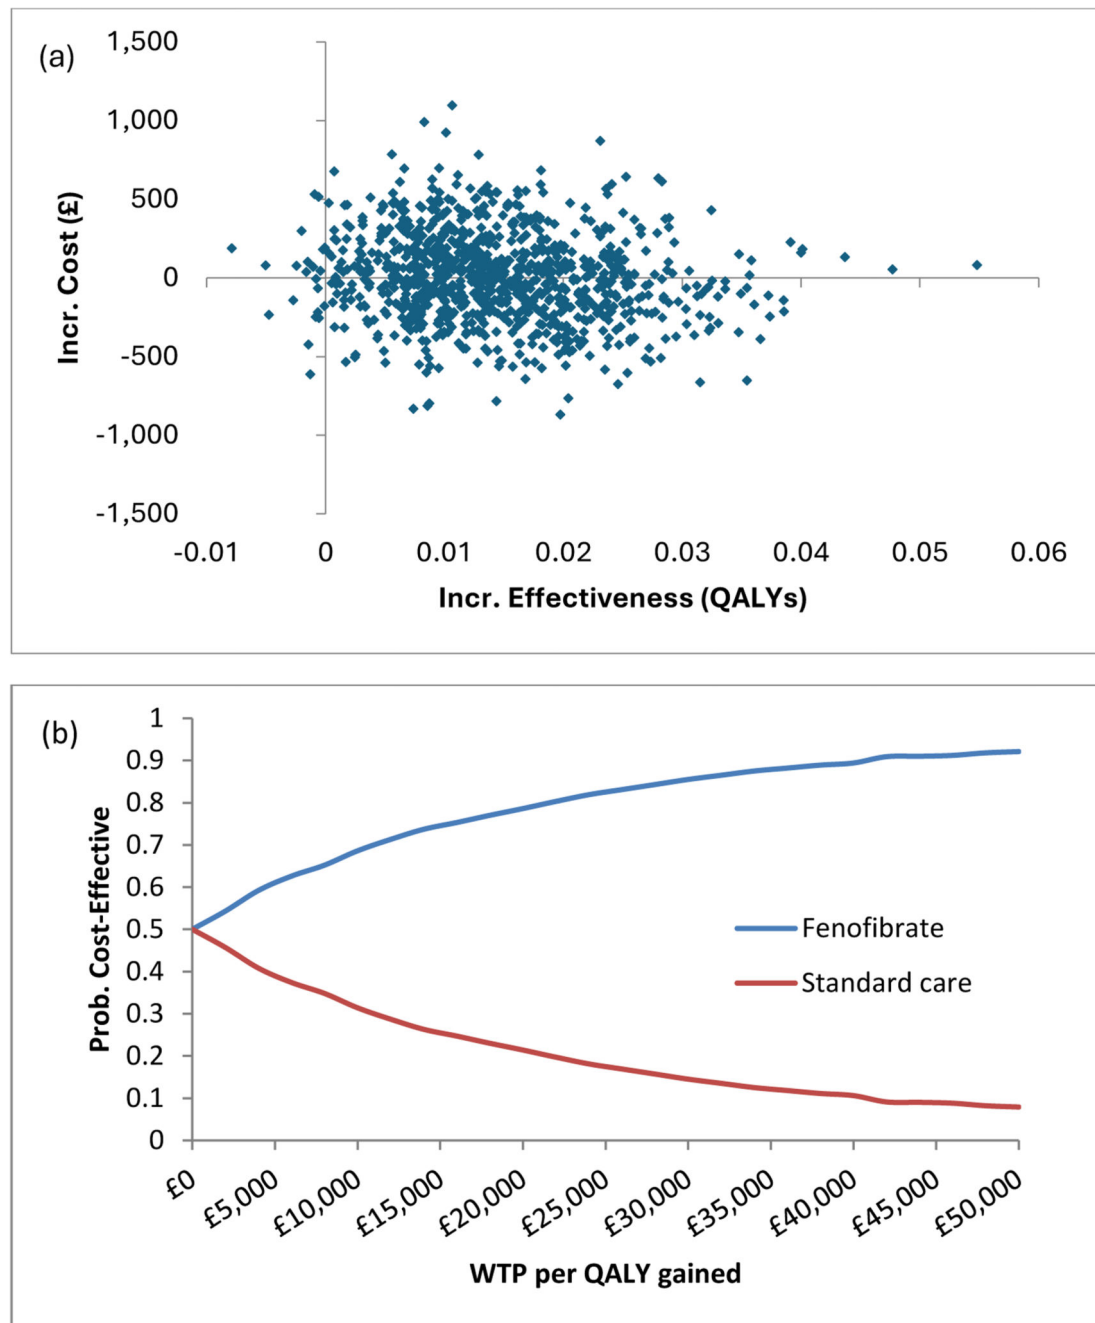 (a)
1,500
1,000
500
0
-500
-1,000
-1,500
Incr. Cost (£)
-0.01 0 0.01 0.02 0.03 0.04 0.05 0.06
Incr. Effectiveness (QALYs)
(b)
1
0.9
0.8
0.7
0.6
0.5
0.4
0.3
0.2
0.1
0
Prob. Cost-Effective
Fenofibrate
Standard care
£0 £5,000 £10,000 £15,000 £20,000 £25,000 £30,000 £35,000 £40,000 £45,000 £50,000
WTP per QALY gained